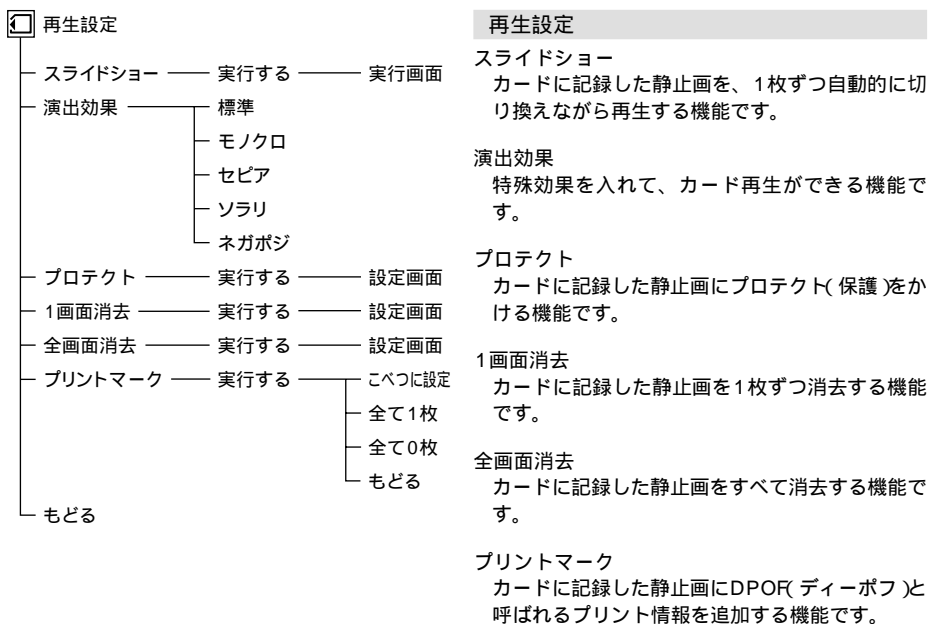 再生設定
スライドショー 実行する 実行画面
演出効果 標準
モノクロ
セピア
ソラリ
ネガポジ
プロテクト 実行する 設定画面
1画面消去 実行する 設定画面
全画面消去 実行する 設定画面
プリントマーク 実行する こべつに設定
全て1枚
全て0枚
もどる
もどる
再生設定
スライドショー
カードに記録した静止画を、1枚ずつ自動的に切
り換えながら再生する機能です。
演出効果
特殊効果を入れて、カード再生ができる機能で
す。
プロテクト
カードに記録した静止画にプロテクト(保護)をか
ける機能です。
1画面消去
カードに記録した静止画を1枚ずつ消去する機能
です。
全画面消去
カードに記録した静止画をすべて消去する機能で
す。
プリントマーク
カードに記録した静止画にDPOF(ディーポフ)と
呼ばれるプリント情報を追加する機能です。